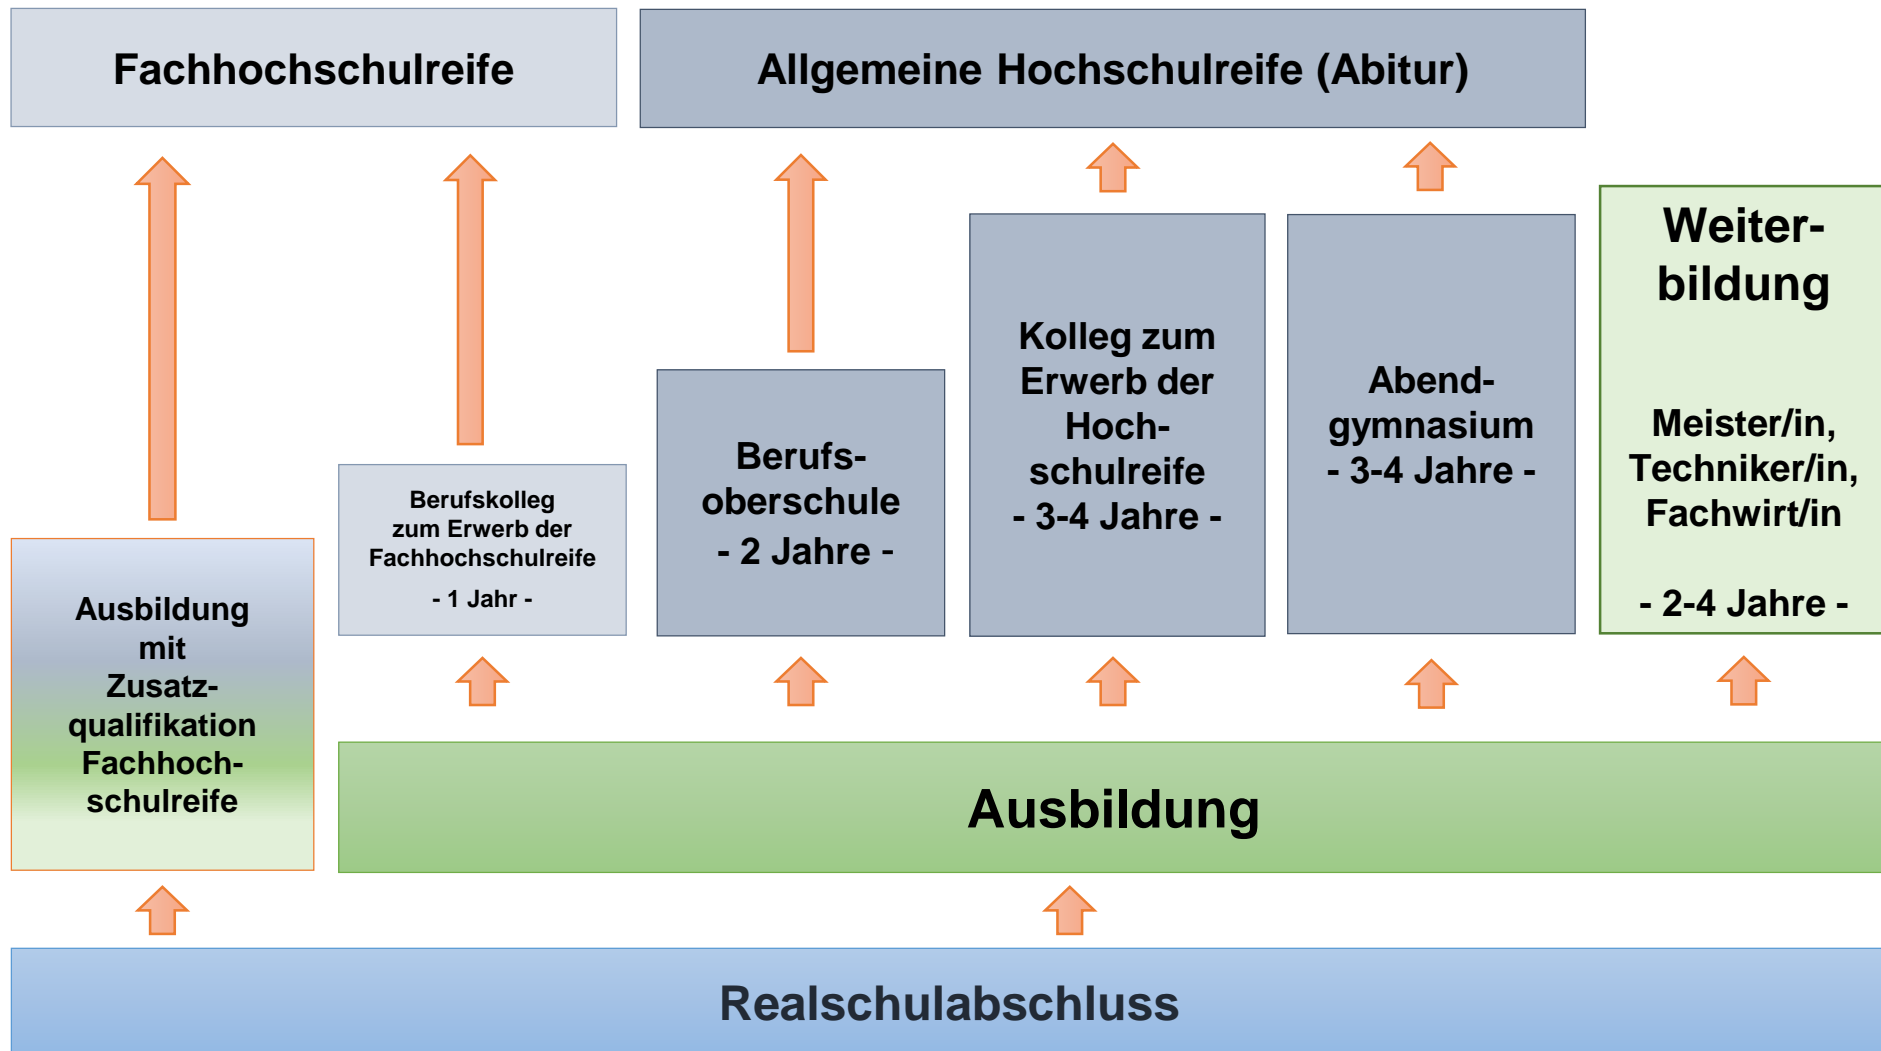 Fachhochschulreife
Allgemeine Hochschulreife (Abitur)
Ausbildung
mit
Zusatz-
qualifikation
Fachhoch-
schulreife
Berufskolleg
zum Erwerb der
Fachhochschulreife
- 1 Jahr -
Berufs-
oberschule
- 2 Jahre -
Kolleg zum
Erwerb der
Hoch-
schulreife
- 3-4 Jahre -
Abend-
gymnasium
- 3-4 Jahre -
Weiter-
bildung
Meister/in,
Techniker/in,
Fachwirt/in
- 2-4 Jahre -
Ausbildung
Realschulabschluss